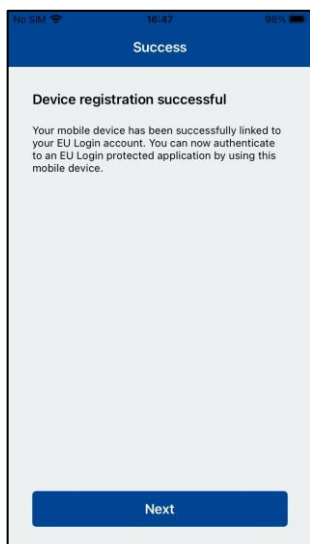 No SIM 16:47 98%
Success
Device registration successful
Your mobile device has been successfully linked to
your EU Login account. You can now authenticate
to an EU Login protected application by using this
mobile device.
Next